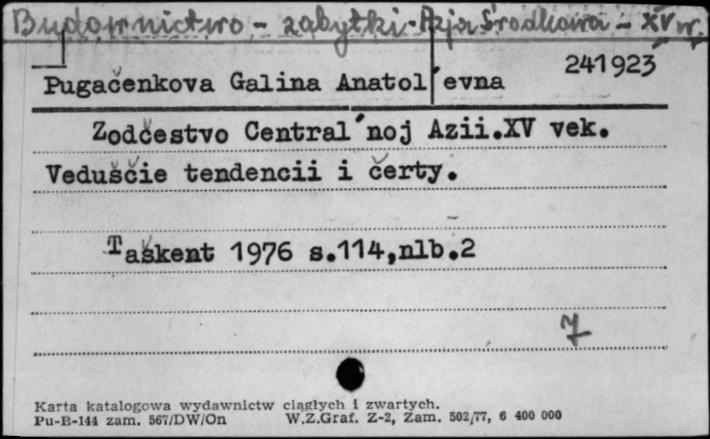 Budownictwo - zabytki - Azja Środkowa - XV w.
241923
Pugačenkova Galina Anatol'evna
Zodčestvo Central'noj Azii.XV vek.
Veduščie tendencii i čerty.
Taškent 1976 s.114,nlb.2
7
Karta katalogowa wydawnictw ciągłych i zwartych.
Pu-B-144 zam. 567/DW/On W.Z.Graf. Z-2, Zam. 502/77, 6 400 000